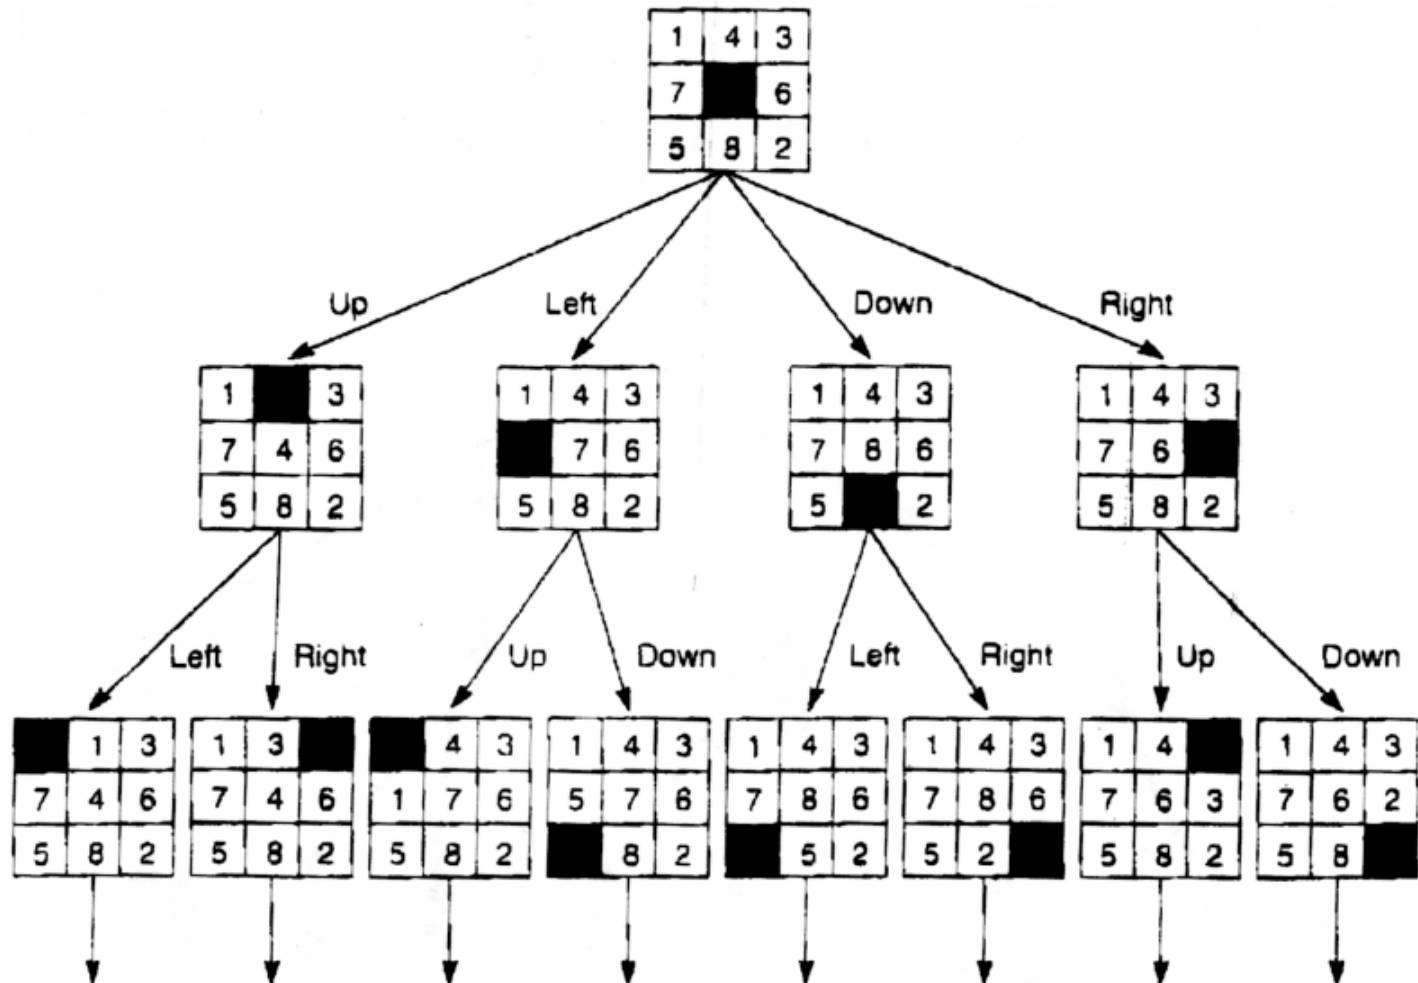 1 4 3
7 6
5 8 2
Up Left Down Right
1 3 1 4 3 1 4 3 1 4 3
7 4 6 7 6 7 8 6 7 6
5 8 2 5 8 2 5 2 5 8 2
Left Right Up Down Left Right Up Down
1 3 1 3 4 3 1 4 3 1 4 3 1 4 3 1 4 1 4 3
7 4 6 7 4 6 1 7 6 5 7 6 7 8 6 7 8 6 7 6 3 7 6 2
5 8 2 5 8 2 5 8 2 8 2 5 2 5 2 5 8 2 5 8